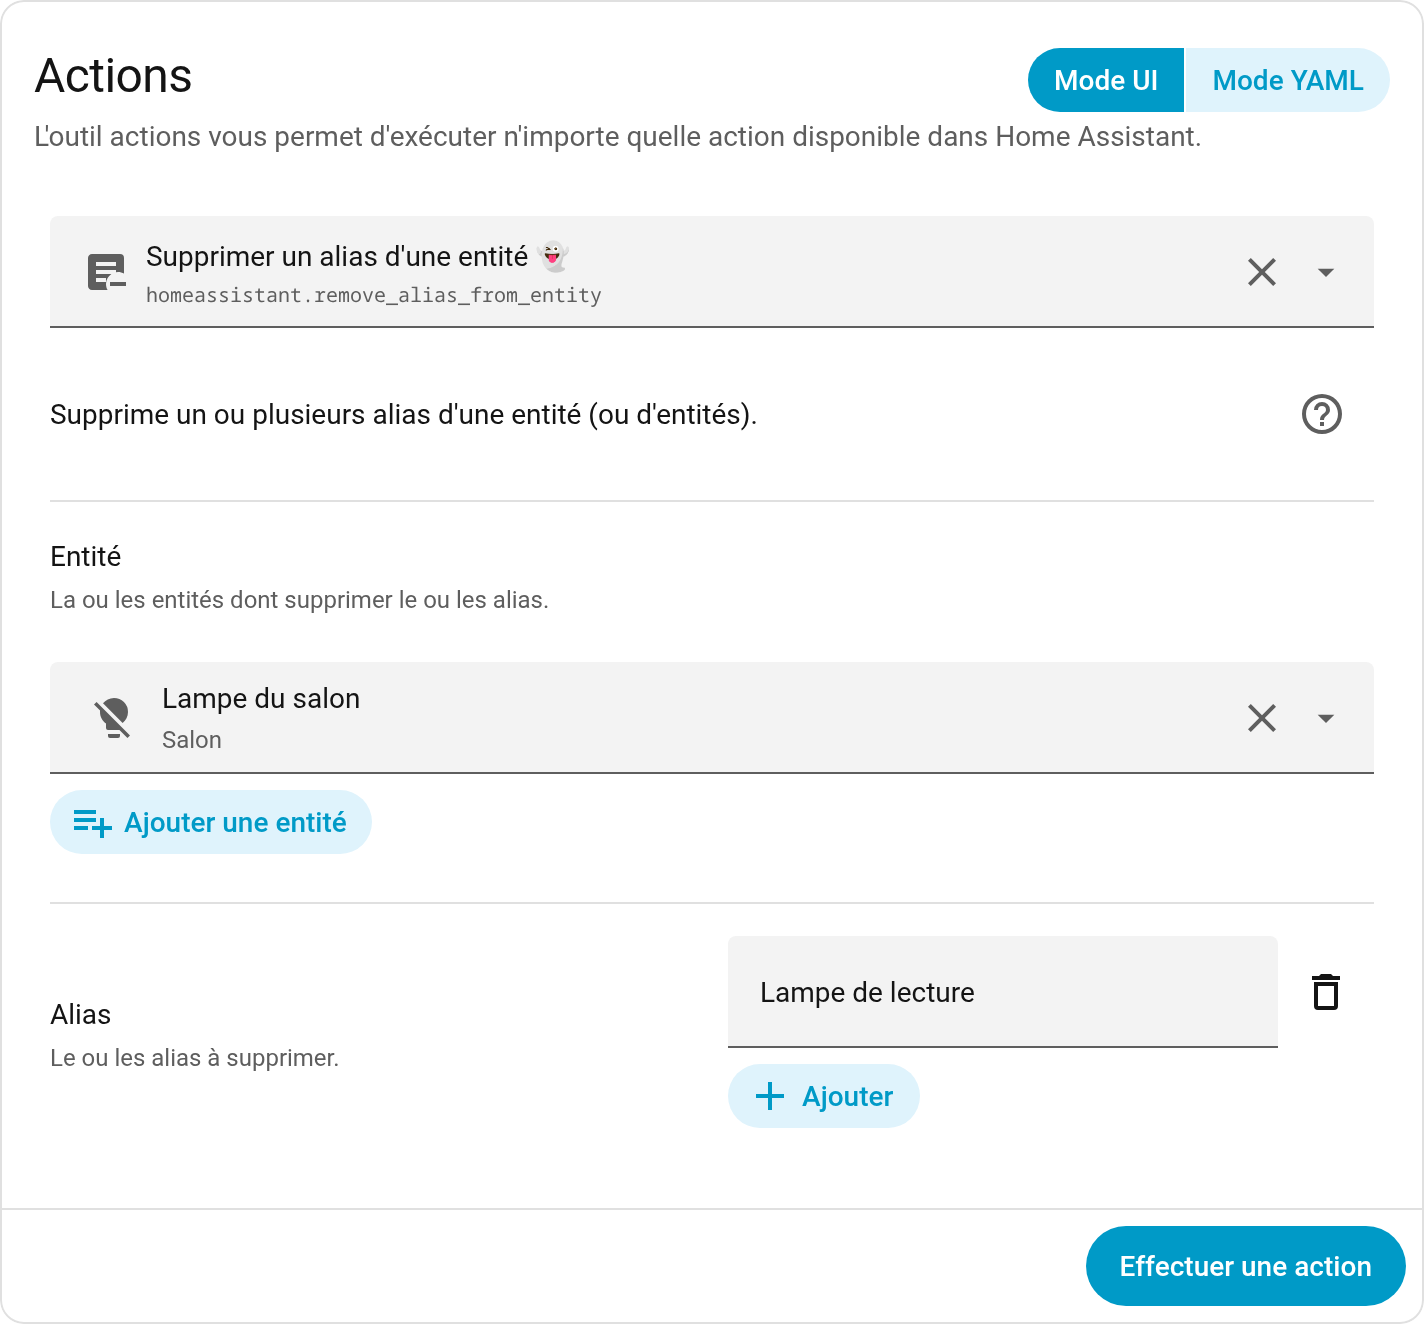 Actions
Mode UI
Mode YAML
L'outil actions vous permet d'exécuter n'importe quelle action disponible dans Home Assistant.
Supprimer un alias d'une entité 👻
homeassistant.remove_alias_from_entity
Supprime un ou plusieurs alias d'une entité (ou d'entités).
Entité
La ou les entités dont supprimer le ou les alias.
Lampe du salon
Salon
Ajouter une entité
Alias
Le ou les alias à supprimer.
Lampe de lecture
Ajouter
Effectuer une action